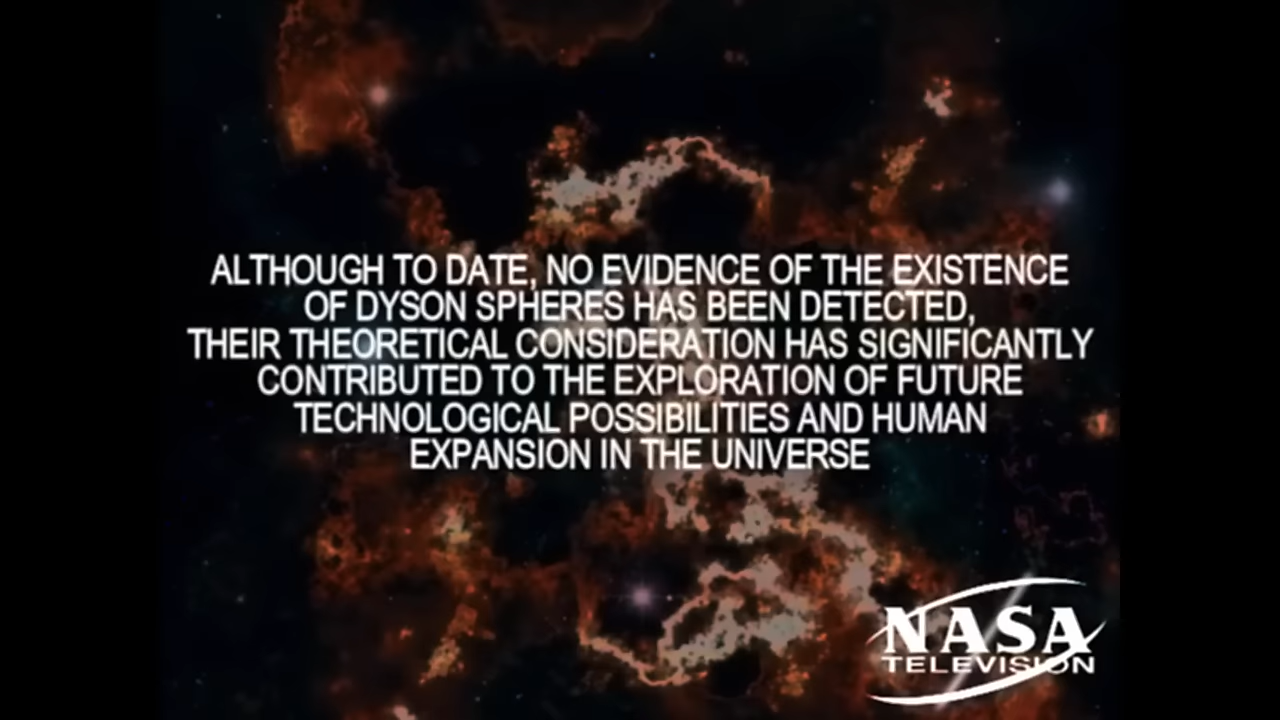 ALTHOUGH TO DATE, NO EVIDENCE OF THE EXISTENCE
OF DYSON SPHERES HAS BEEN DETECTED,
THEIR THEORETICAL CONSIDERATION HAS SIGNIFICANTLY
CONTRIBUTED TO THE EXPLORATION OF FUTURE
TECHNOLOGICAL POSSIBILITIES AND HUMAN
EXPANSION IN THE UNIVERSE
NASA
TELEVISION